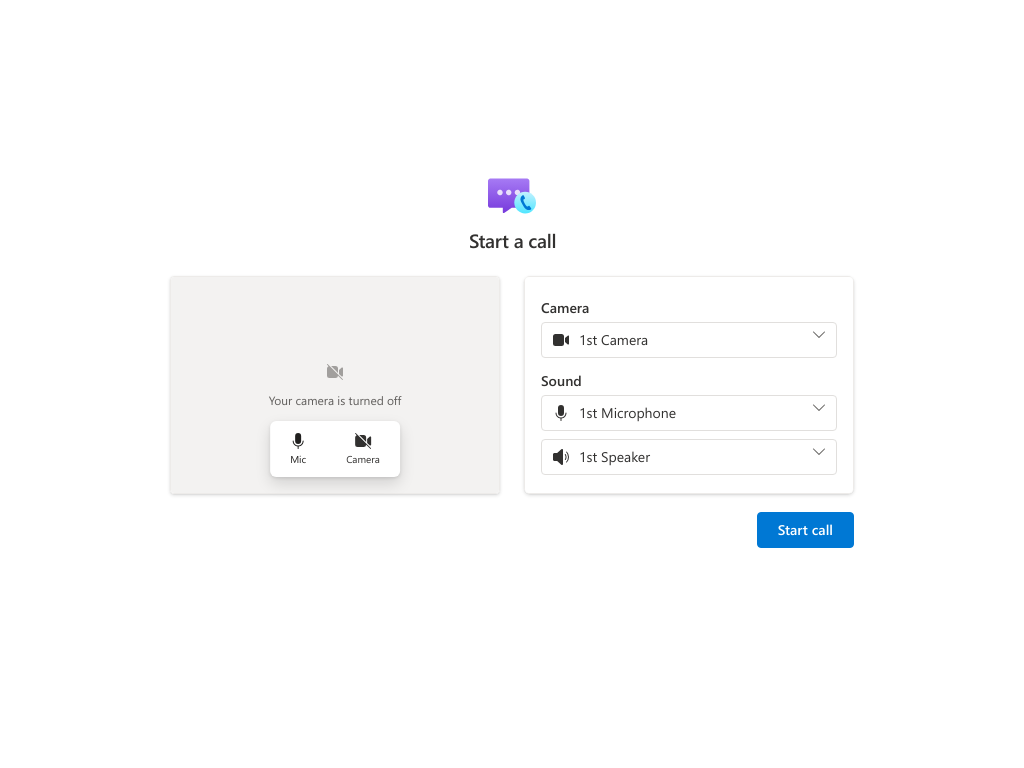 Start a call
Your camera is turned off
Mic
Camera
Camera
1st Camera
Sound
1st Microphone
1st Speaker
Start call